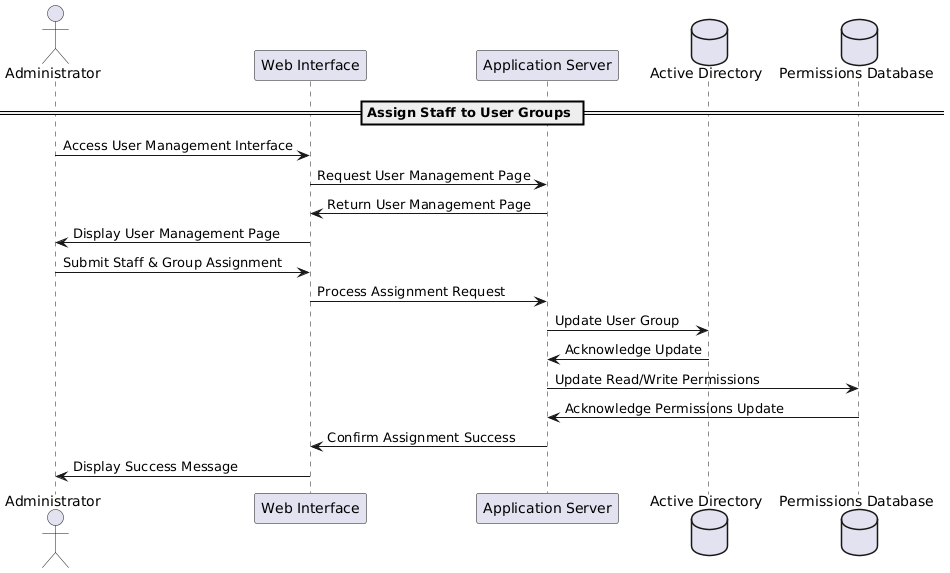 Administrator
Web Interface
Application Server
Active Directory
Permissions Database
Assign Staff to User Groups
Access User Management Interface
Request User Management Page
Return User Management Page
Display User Management Page
Submit Staff & Group Assignment
Process Assignment Request
Update User Group
Acknowledge Update
Update Read/Write Permissions
Acknowledge Permissions Update
Confirm Assignment Success
Display Success Message
Administrator
Web Interface
Application Server
Active Directory
Permissions Database